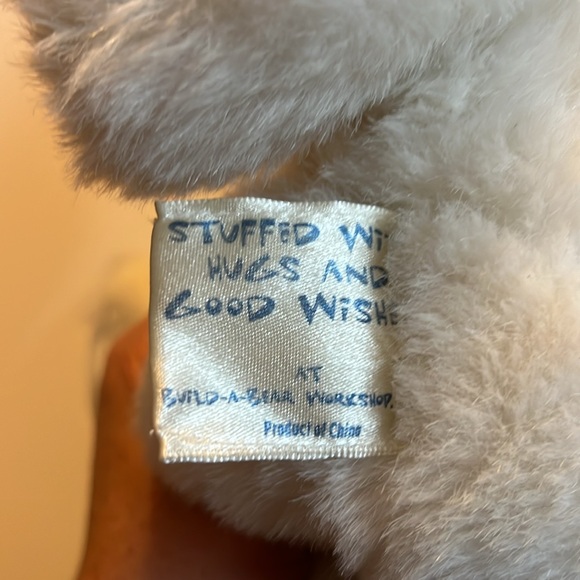 STUFFED Wi
HUGS AND
GOOD WiSHE
AT
BUILD-A-BEAR WORKSHOP.
Product of China